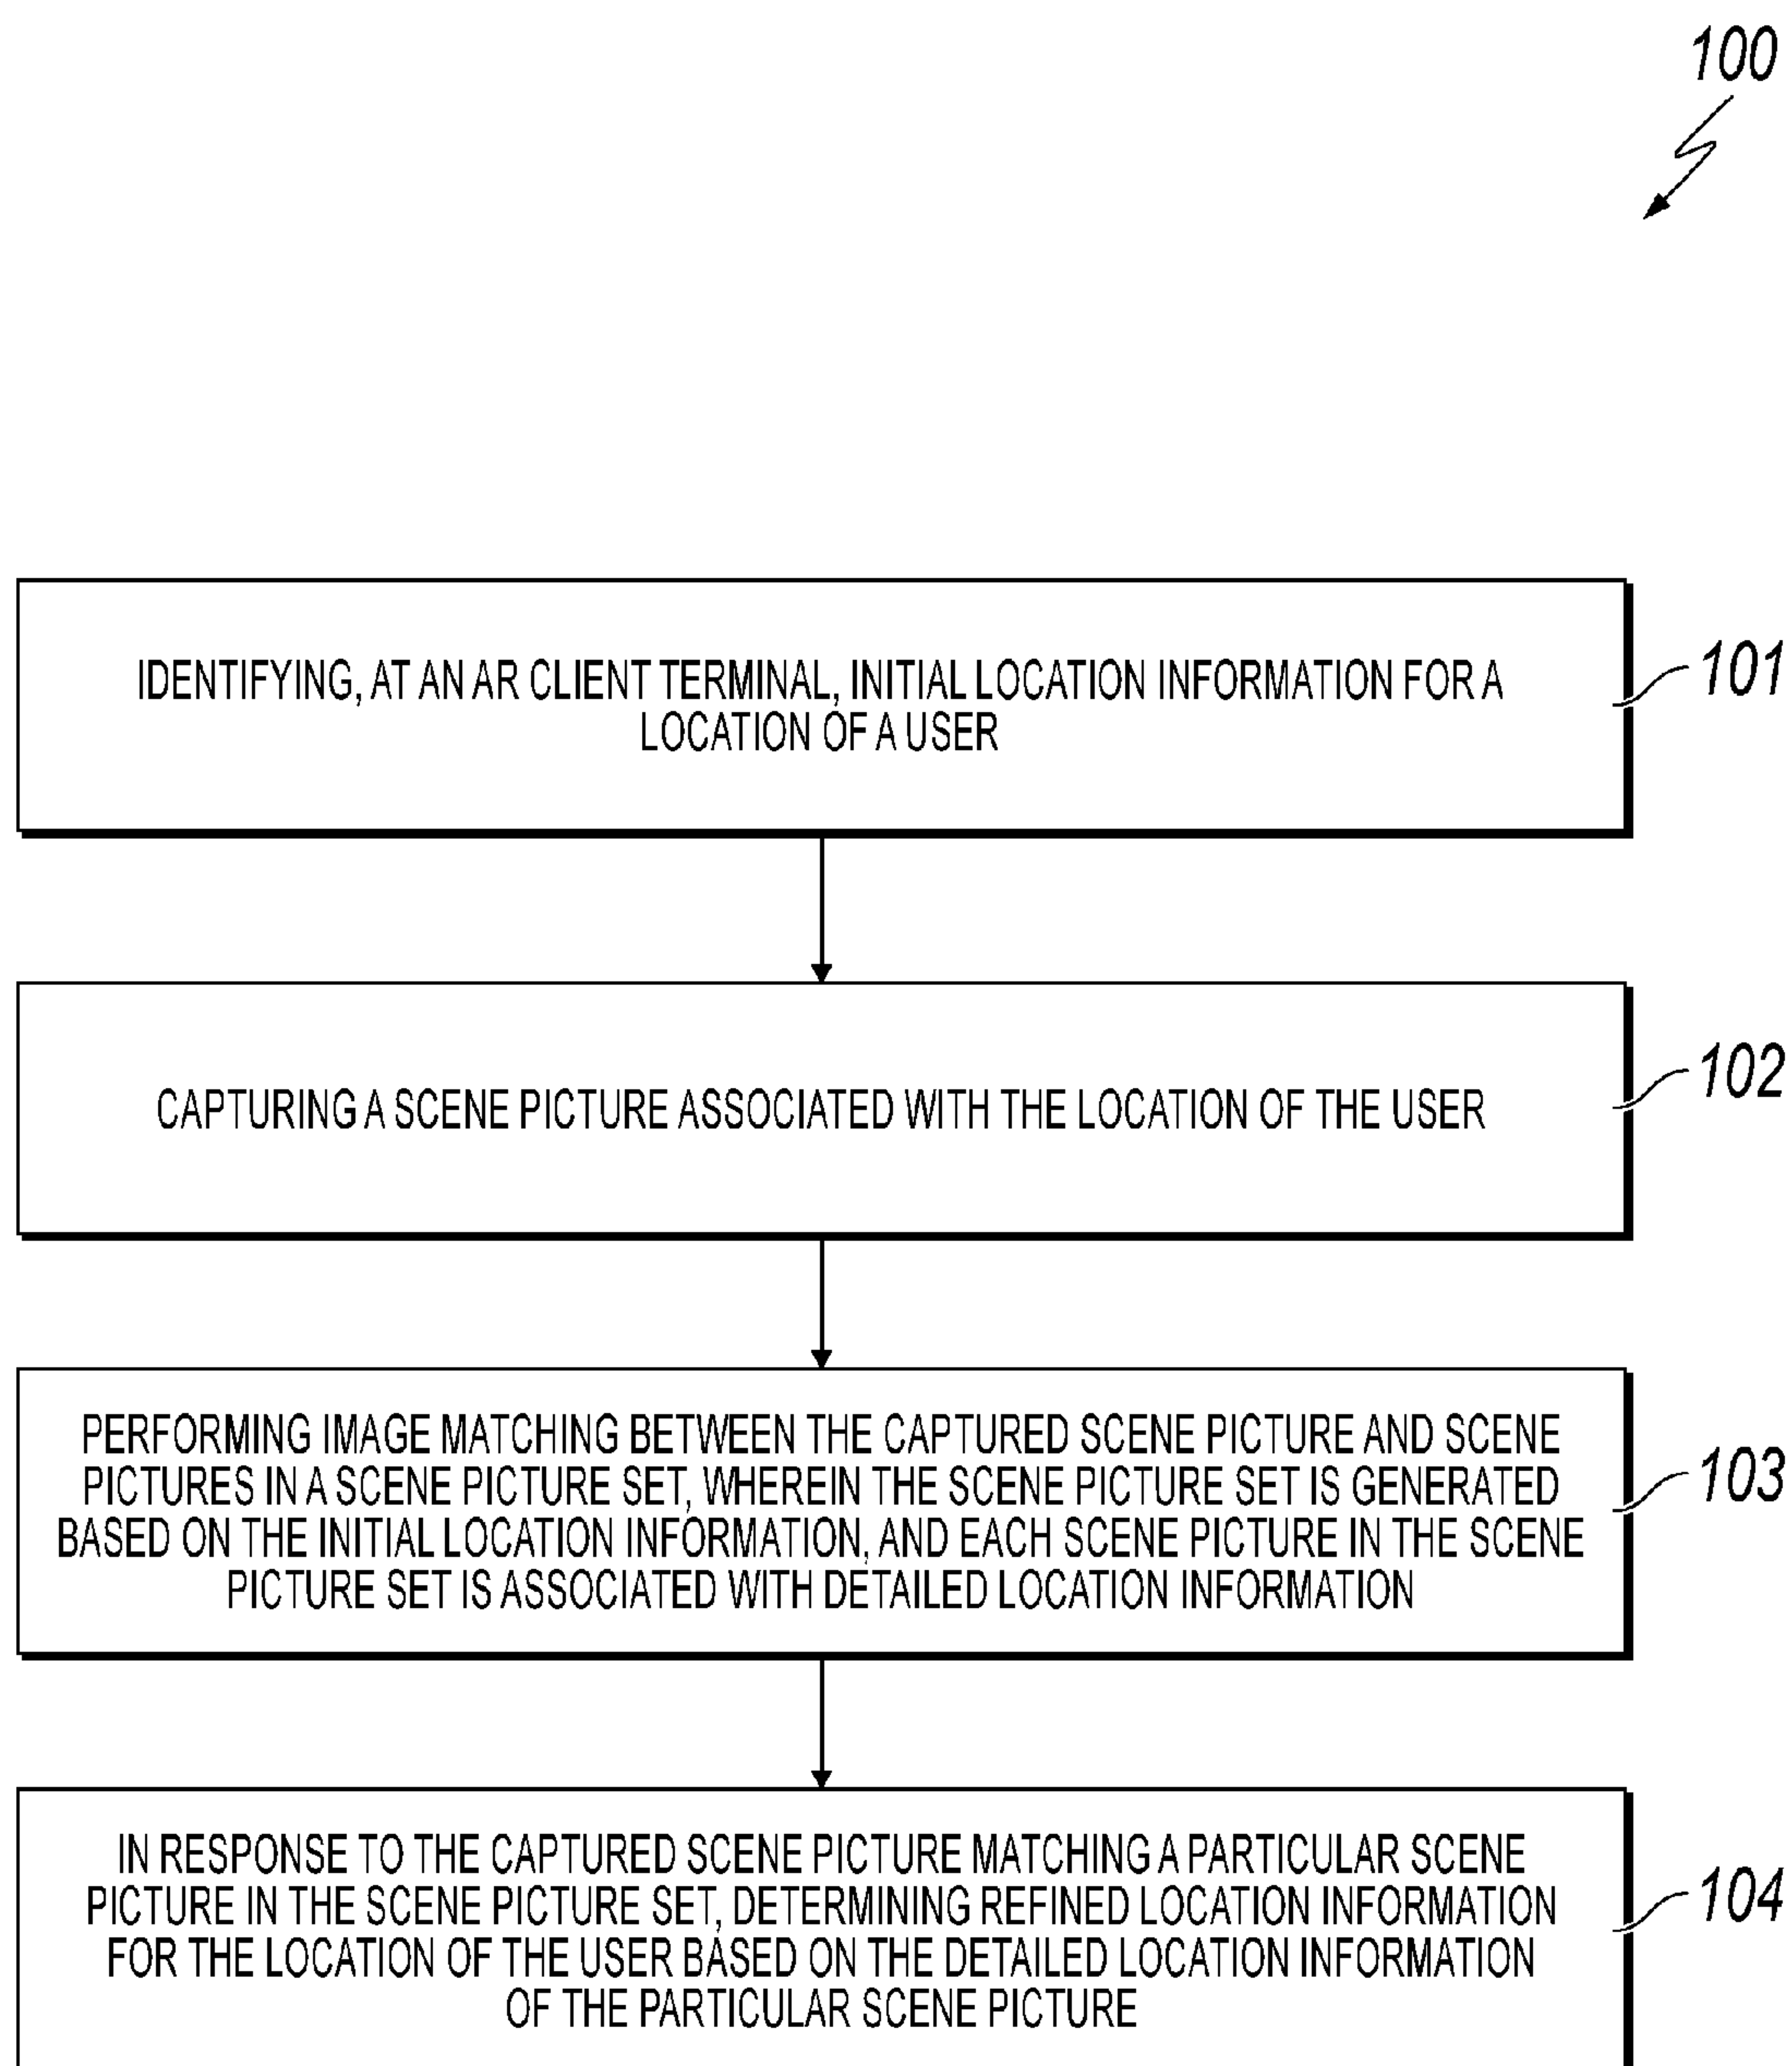 100
IDENTIFYING, AT AN AR CLIENT TERMINAL, INITIAL LOCATION INFORMATION FOR A
LOCATION OF A USER
101
CAPTURING A SCENE PICTURE ASSOCIATED WITH THE LOCATION OF THE USER
102
PERFORMING IMAGE MATCHING BETWEEN THE CAPTURED SCENE PICTURE AND SCENE
PICTURES IN A SCENE PICTURE SET, WHEREIN THE SCENE PICTURE SET IS GENERATED
BASED ON THE INITIAL LOCATION INFORMATION, AND EACH SCENE PICTURE IN THE SCENE
PICTURE SET IS ASSOCIATED WITH DETAILED LOCATION INFORMATION
103
IN RESPONSE TO THE CAPTURED SCENE PICTURE MATCHING A PARTICULAR SCENE
PICTURE IN THE SCENE PICTURE SET, DETERMINING REFINED LOCATION INFORMATION
FOR THE LOCATION OF THE USER BASED ON THE DETAILED LOCATION INFORMATION
OF THE PARTICULAR SCENE PICTURE
104